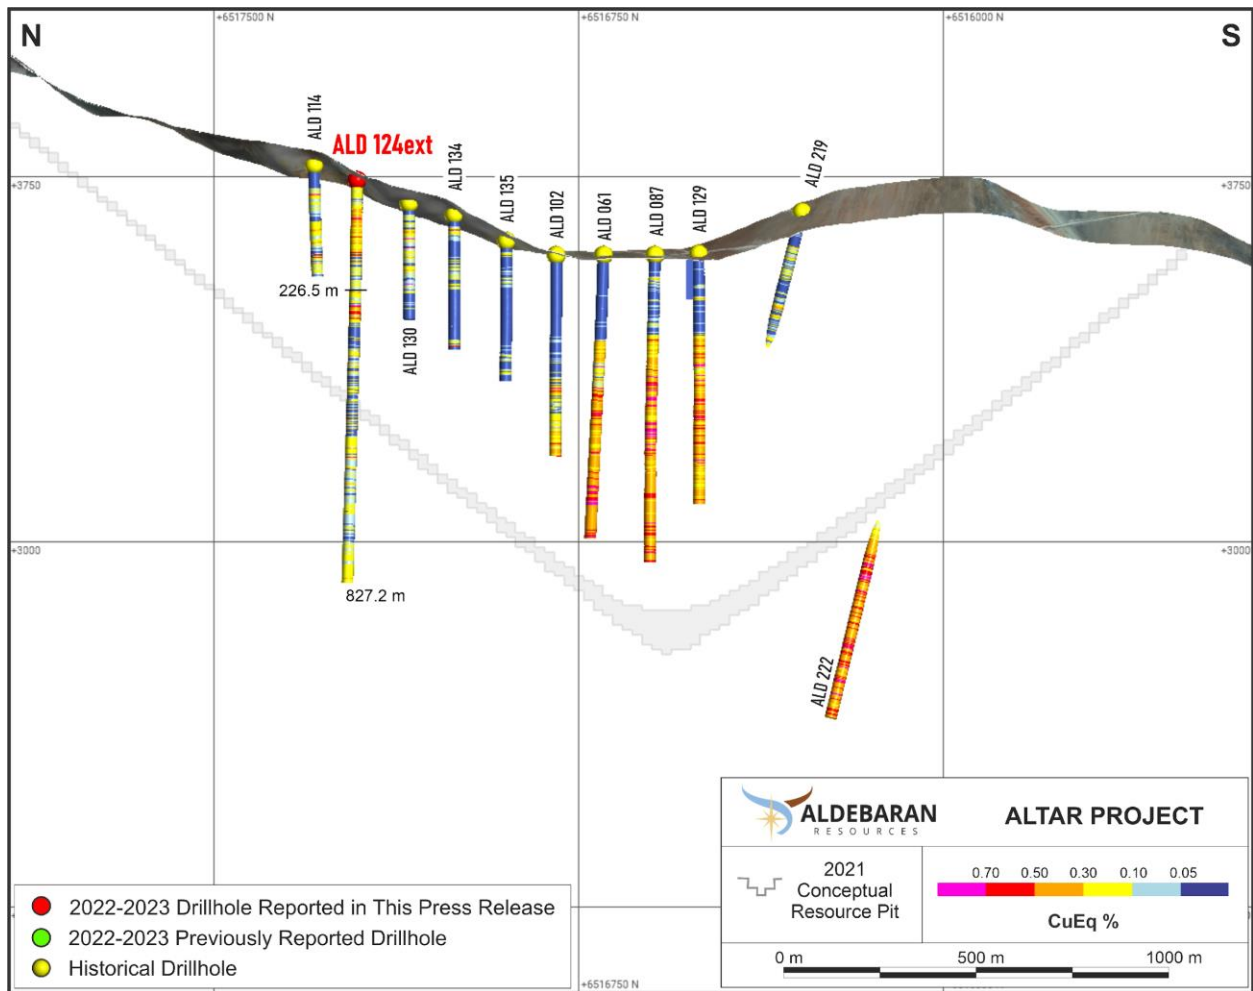 +6517500 N
+6516750 N
+6516000 N
N
S
ALD 114
ALD 124ext
ALD 134
ALD 135
ALD 102
ALD 061
ALD 087
ALD 129
ALD 219
+3750
+3750
226.5 m
ALD 130
+3000
+3000
827.2 m
ALD 222
ALDEBARAN
RESOURCES
ALTAR PROJECT
2021
Conceptual
Resource Pit
0.70 0.50 0.30 0.10 0.05
CuEq %
2022-2023 Drillhole Reported in This Press Release
2022-2023 Previously Reported Drillhole
Historical Drillhole
0 m 500 m 1000 m
+6516750 N